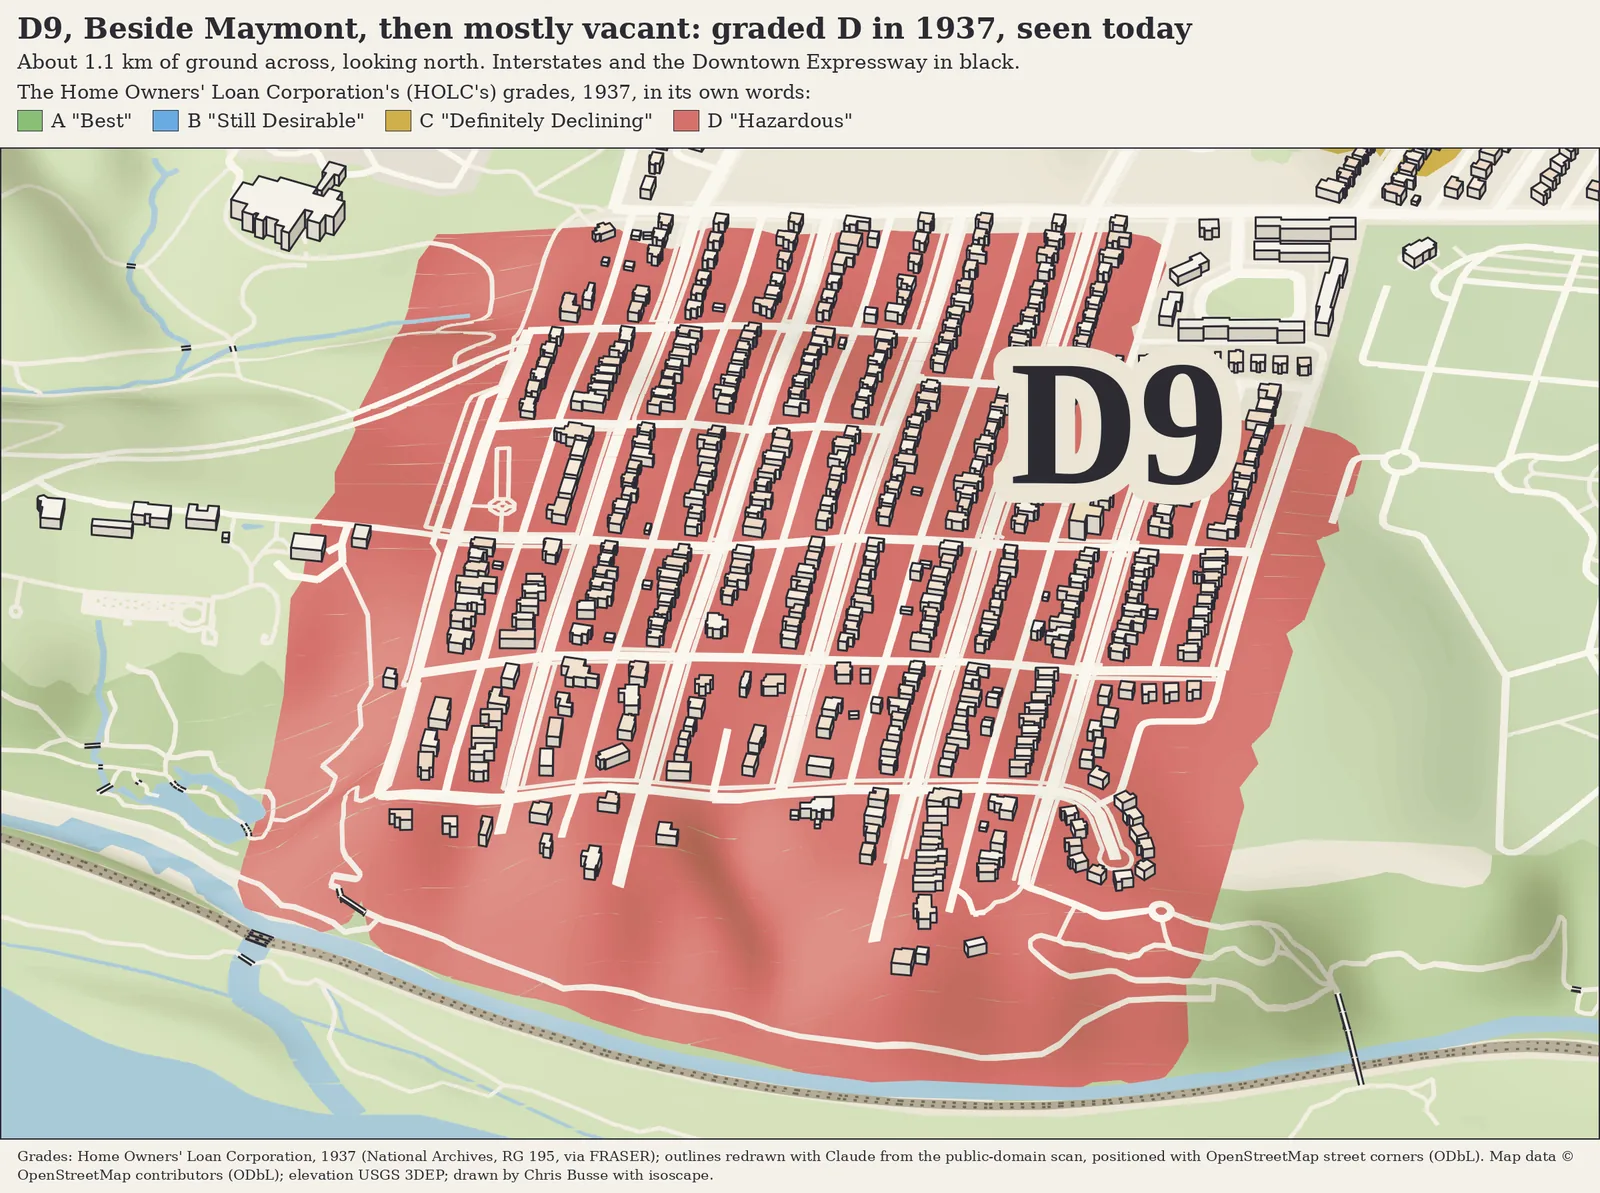 D9, Beside Maymont, then mostly vacant: graded D in 1937, seen today
About 1.1 km of ground across, looking north. Interstates and the Downtown Expressway in black.
The Home Owners' Loan Corporation's (HOLC's) grades, 1937, in its own words:
A "Best" B "Still Desirable" C "Definitely Declining" D "Hazardous"
D9
Grades: Home Owners' Loan Corporation, 1937 (National Archives, RG 195, via FRASER); outlines redrawn with Claude from the public-domain scan, positioned with OpenStreetMap street corners (ODbL). Map data ©
OpenStreetMap contributors (ODbL); elevation USGS 3DEP; drawn by Chris Busse with isoscape.